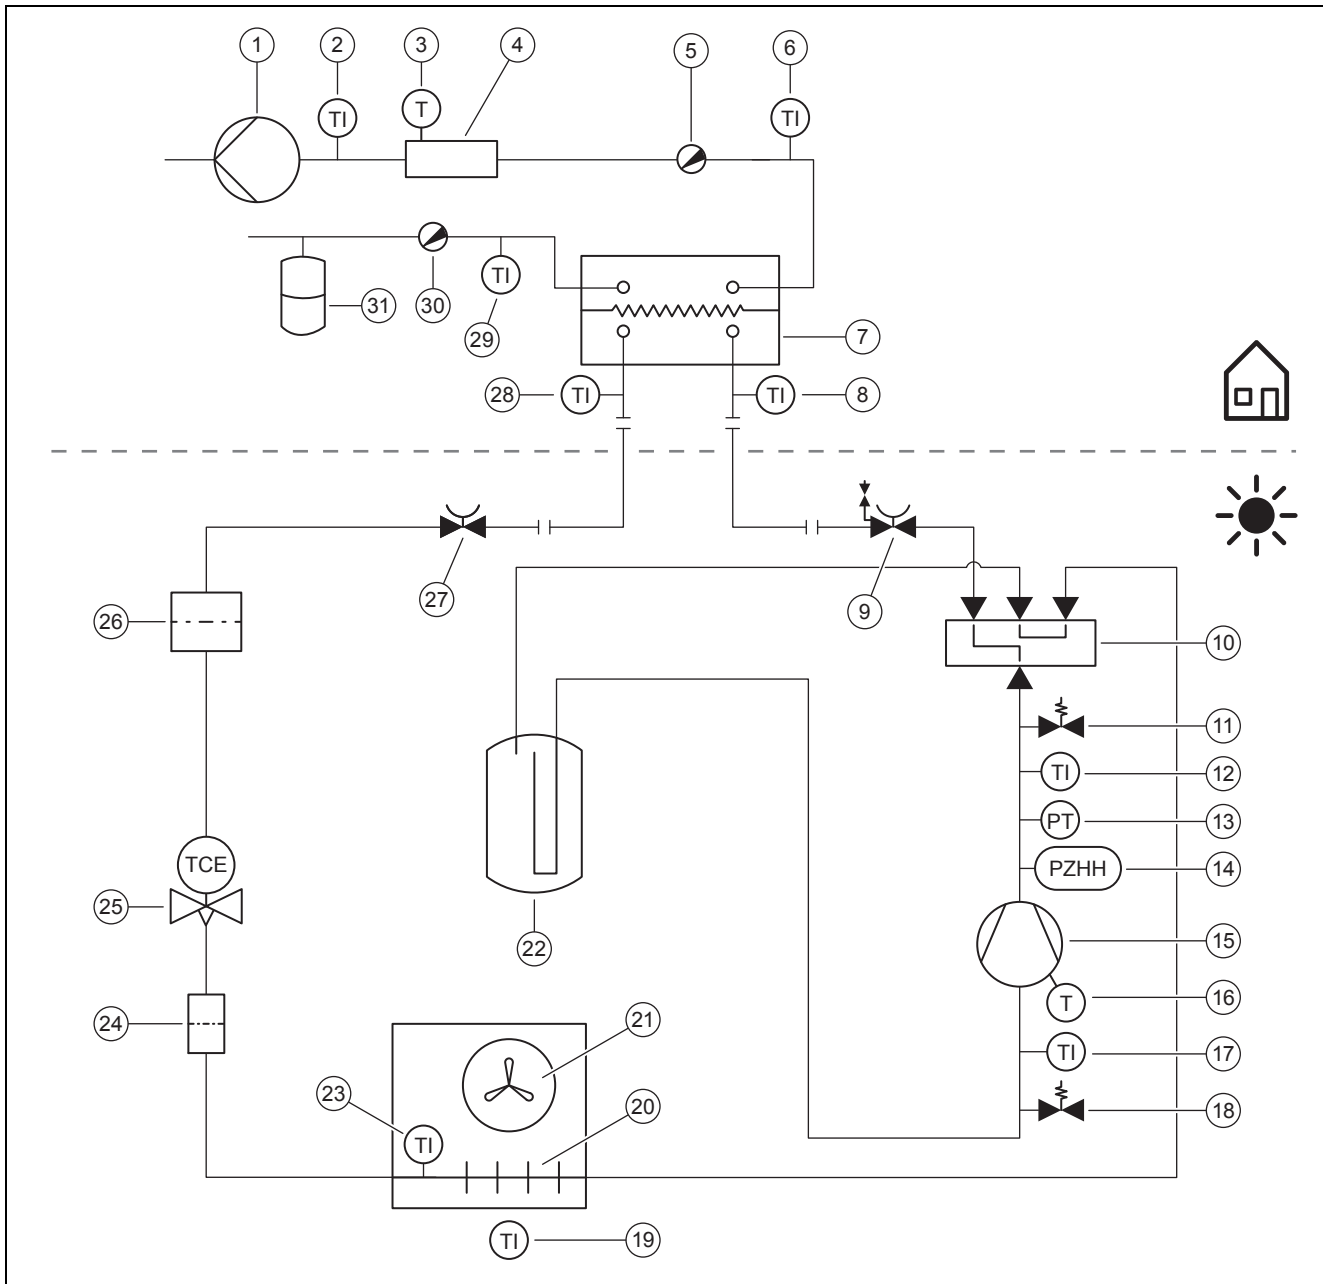 1 2 3 4 5 6
TI T TI
31 30 TI
29
7
28 TI TI 8
27 9
26 10
11
TI 12
PT 13
TCE PZHH 14
25
22 15
T 16
24 21
TI 17
23 20
TI 18
TI 19